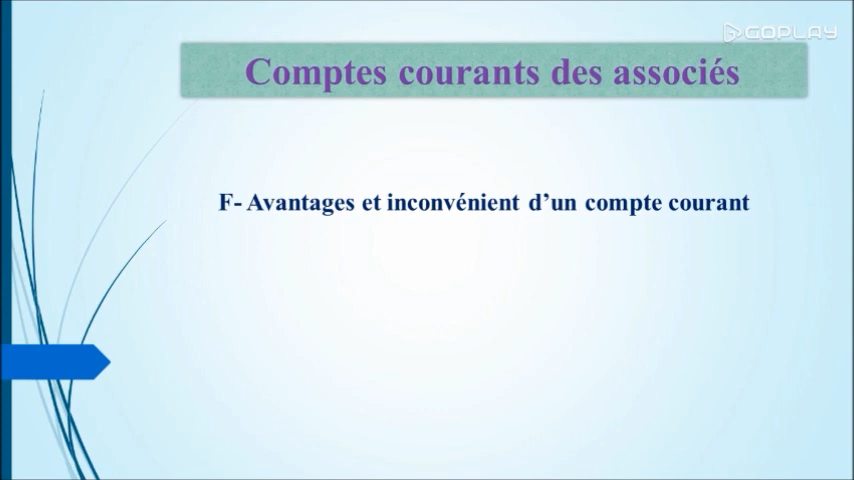 GOPLAY
Comptes courants des associés
F- Avantages et inconvénient d’un compte courant